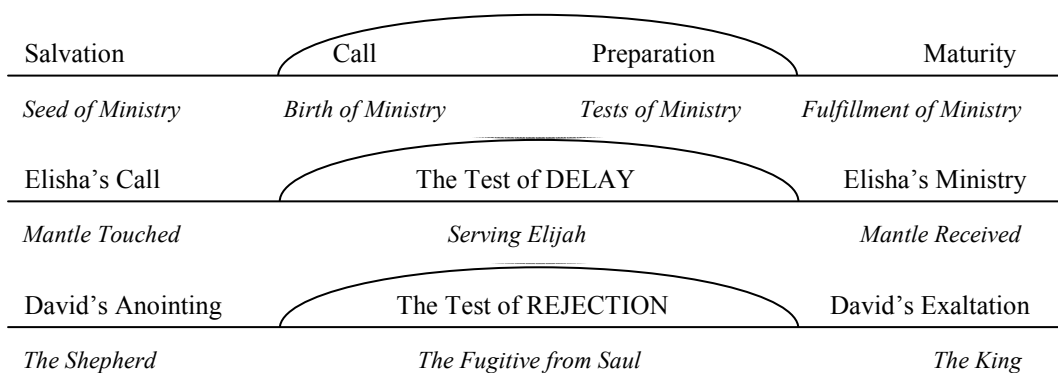 Salvation Call Preparation Maturity
Seed of Ministry Birth of Ministry Tests of Ministry Fulfillment of Ministry
Elisha’s Call The Test of DELAY Elisha’s Ministry
Mantle Touched Serving Elijah Mantle Received
David’s Anointing The Test of REJECTION David’s Exaltation
The Shepherd The Fugitive from Saul The King